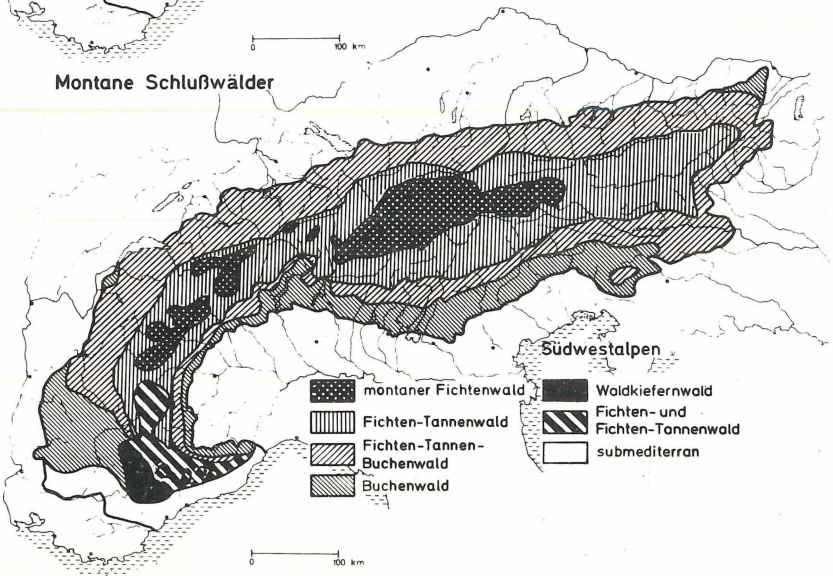 0 100 km
Montane Schlußwälder
Südwestalpen
montaner Fichtenwald
Fichten-Tannenwald
Fichten-Tannen-
Buchenwald
Buchenwald
Waldkiefernwald
Fichten- und
Fichten-Tannenwald
submediterran
0 100 km